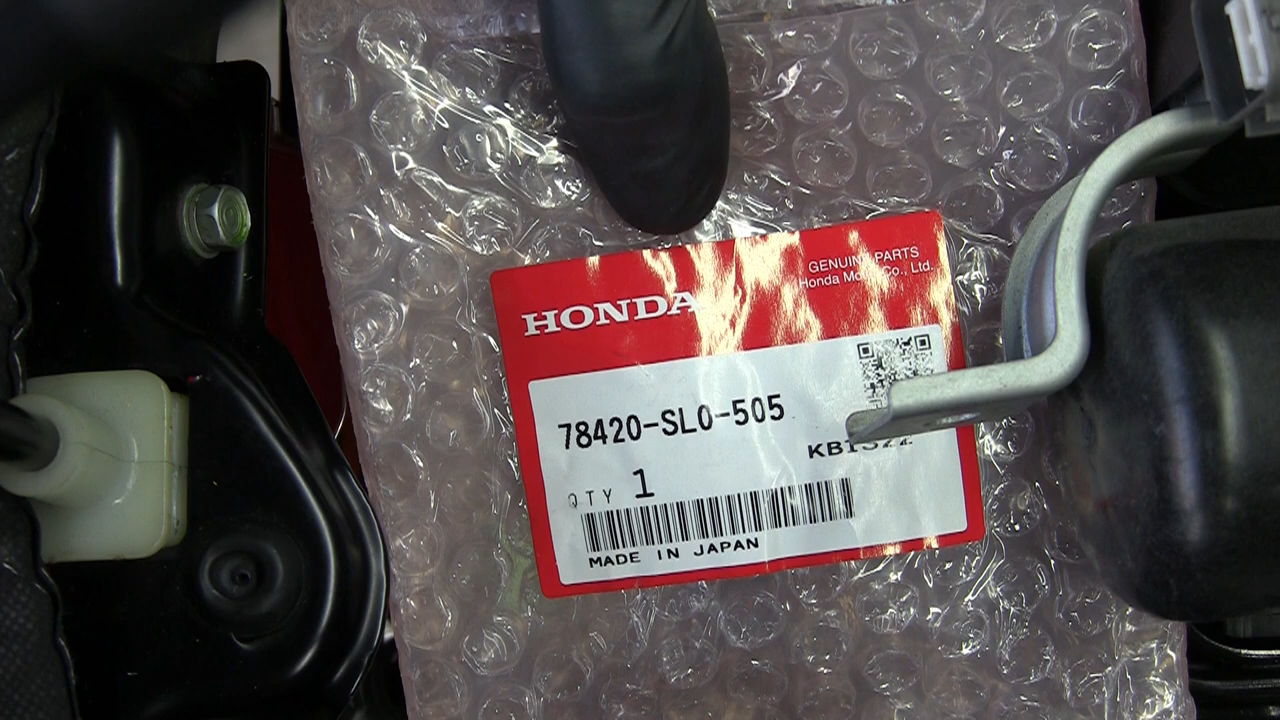 HONDA
GENUINE PARTS
Honda Motor Co., Ltd.
78420-SL0-505
QTY 1
MADE IN JAPAN